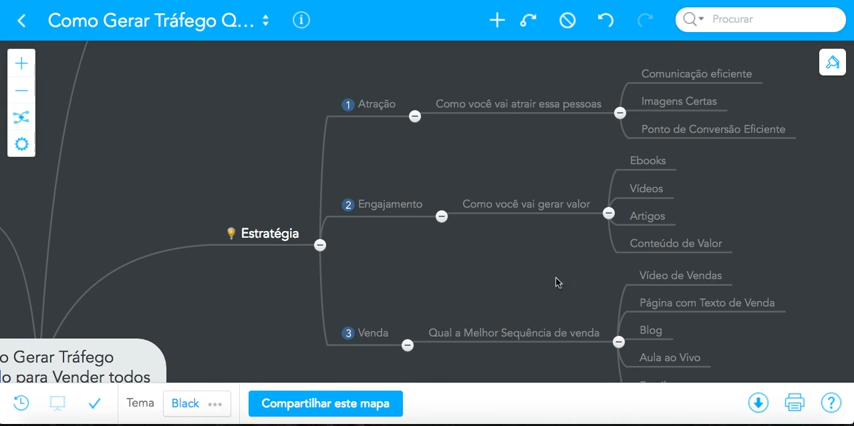 Como Gerar Tráfego Q...
Procurar
Comunicação eficiente
1 Atração
Como você vai atrair essa pessoas
Imagens Certas
Ponto de Conversão Eficiente
Ebooks
Vídeos
2 Engajamento
Como você vai gerar valor
Artigos
Conteúdo de Valor
Estratégia
Vídeo de Vendas
Página com Texto de Venda
3 Venda
Qual a Melhor Sequência de venda
Blog
Aula ao Vivo
o Gerar Tráfego
lo para Vender todos
Tema
Black
Compartilhar este mapa